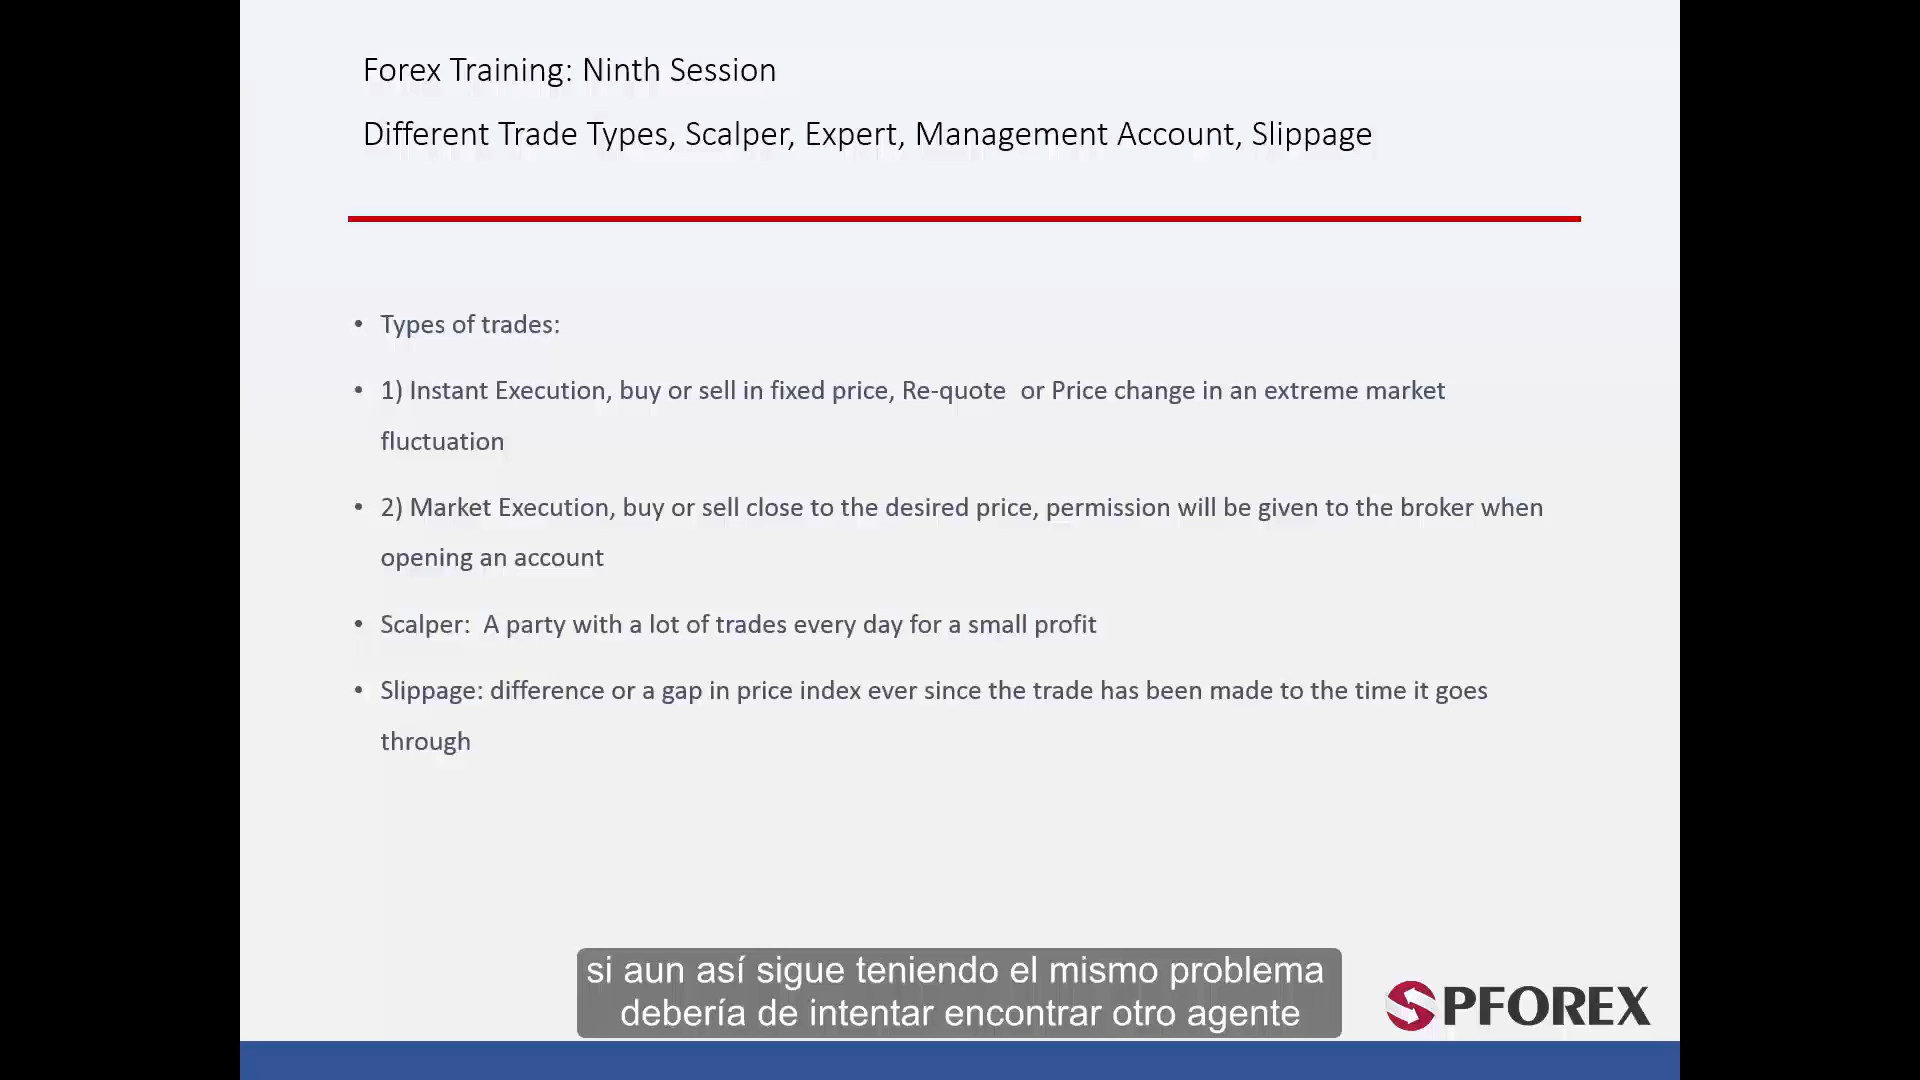 Forex Training: Ninth Session
Different Trade Types, Scalper, Expert, Management Account, Slippage
• Types of trades:
• 1) Instant Execution, buy or sell in fixed price, Re-quote  or Price change in an extreme market
fluctuation
• 2) Market Execution, buy or sell close to the desired price, permission will be given to the broker when
opening an account
• Scalper:  A party with a lot of trades every day for a small profit
• Slippage: difference or a gap in price index ever since the trade has been made to the time it goes
through
si aun así sigue teniendo el mismo problema
debería de intentar encontrar otro agente
PFOREX